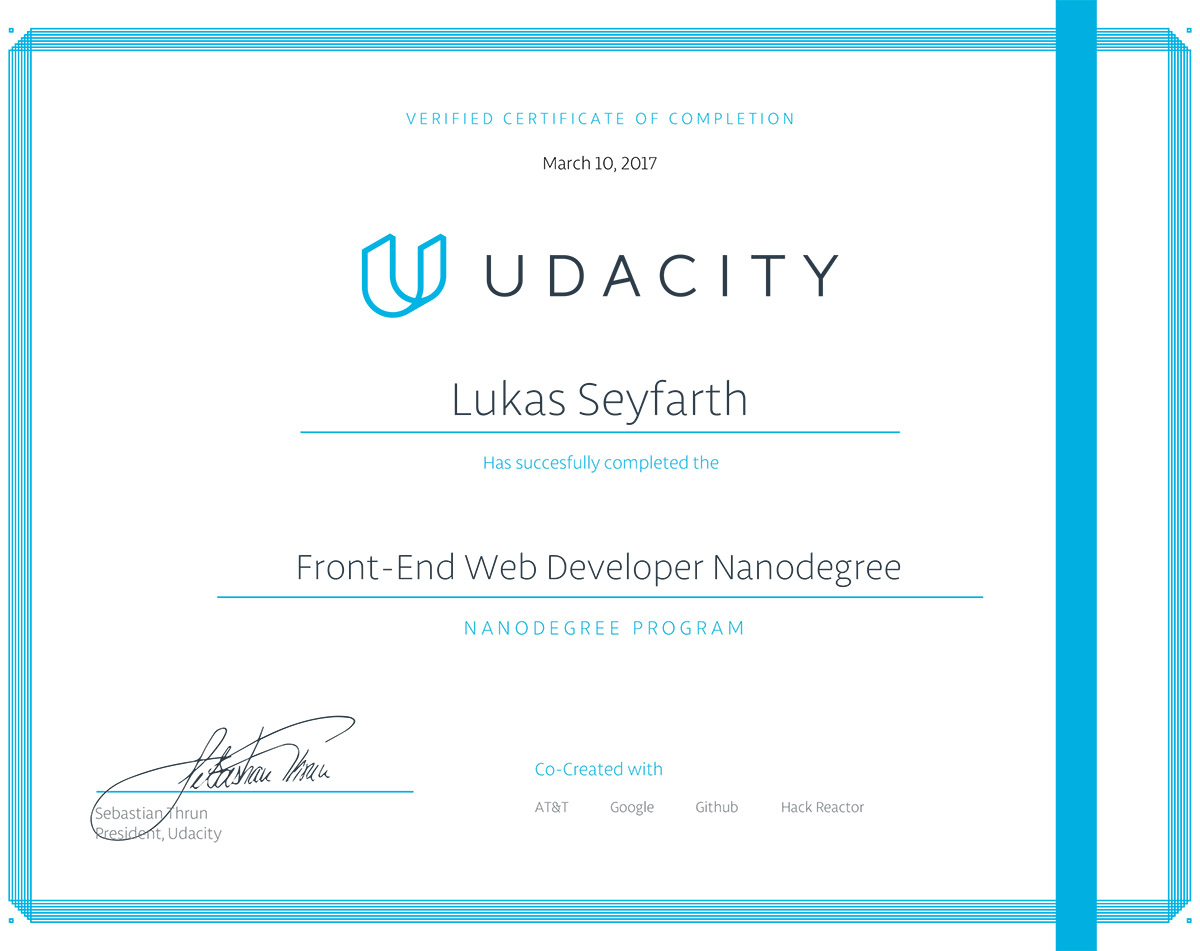 VERIFIED CERTIFICATE OF COMPLETION
March 10, 2017
UDACITY
Lukas Seyfarth
Has succesfully completed the
Front-End Web Developer Nanodegree
NANODEGREE PROGRAM
Sebastian Thrun
Sebastian Thrun
President, Udacity
Co-Created with
AT&T Google Github Hack Reactor